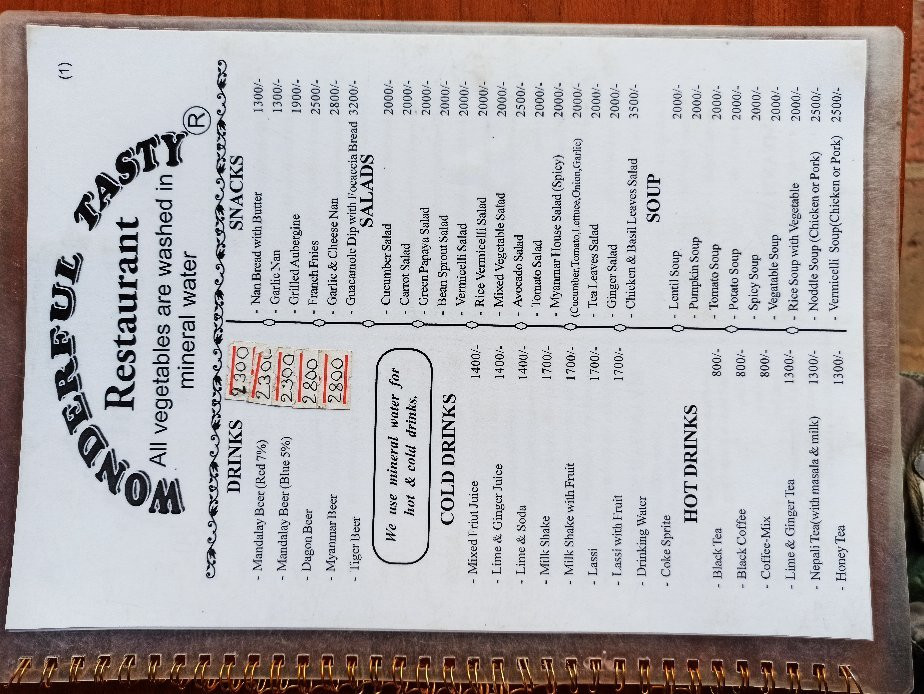 (1)
WONDERFUL TASTY ®
Restaurant
All vegetables are washed in
mineral water
DRINKS
- Mandalay Beer (Red 7%) 2300
- Mandalay Beer (Blue 5%) 2300
- Dagon Beer 2300
- Myanmar Beer 2800
- Tiger Beer 2800
We use mineral water for
hot & cold drinks.
COLD DRINKS
- Mixed Friut Juice 1400/-
- Lime & Ginger Juice 1400/-
- Lime & Soda 1400/-
- Milk Shake 1700/-
- Milk Shake with Fruit 1700/-
- Lassi 1700/-
- Lassi with Fruit 1700/-
- Drinking Water
- Coke Sprite
HOT DRINKS
- Black Tea 800/-
- Black Coffee 800/-
- Coffee-Mix 800/-
- Lime & Ginger Tea 1300/-
- Nepali Tea(with masala & milk) 1300/-
- Honey Tea 1300/-
SNACKS
- Nan Bread with Butter 1300/-
- Garlic Nan 1300/-
- Grilled Aubergine 1900/-
- Franch Fries 2500/-
- Garlic & Cheese Nan 2800/-
- Guacamole Dip with Focaccia Bread 3200/-
SALADS
- Cucumber Salad 2000/-
- Carrot Salad 2000/-
- Green Papaya Salad 2000/-
- Bean Sprout Salad 2000/-
- Vermicelli Salad 2000/-
- Rice Vermicelli Salad 2000/-
- Mixed Vegetable Salad 2000/-
- Avocado Salad 2500/-
- Tomato Salad 2000/-
- Myanmar House Salad (Spicy) 2000/-
(Cucumber,Tomato,Lettuce,Onion,Garlic) 2000/-
- Tea Leaves Salad 2000/-
- Ginger Salad 2000/-
- Chicken & Basil Leaves Salad 3500/-
SOUP
- Lentil Soup 2000/-
- Pumpkin Soup 2000/-
- Tomato Soup 2000/-
- Potato Soup 2000/-
- Spicy Soup 2000/-
- Vegatable Soup 2000/-
- Rice Soup with Vegetable 2000/-
- Noddle Soup (Chicken or Pork) 2500/-
- Vermicelli Soup(Chicken or Pork) 2500/-